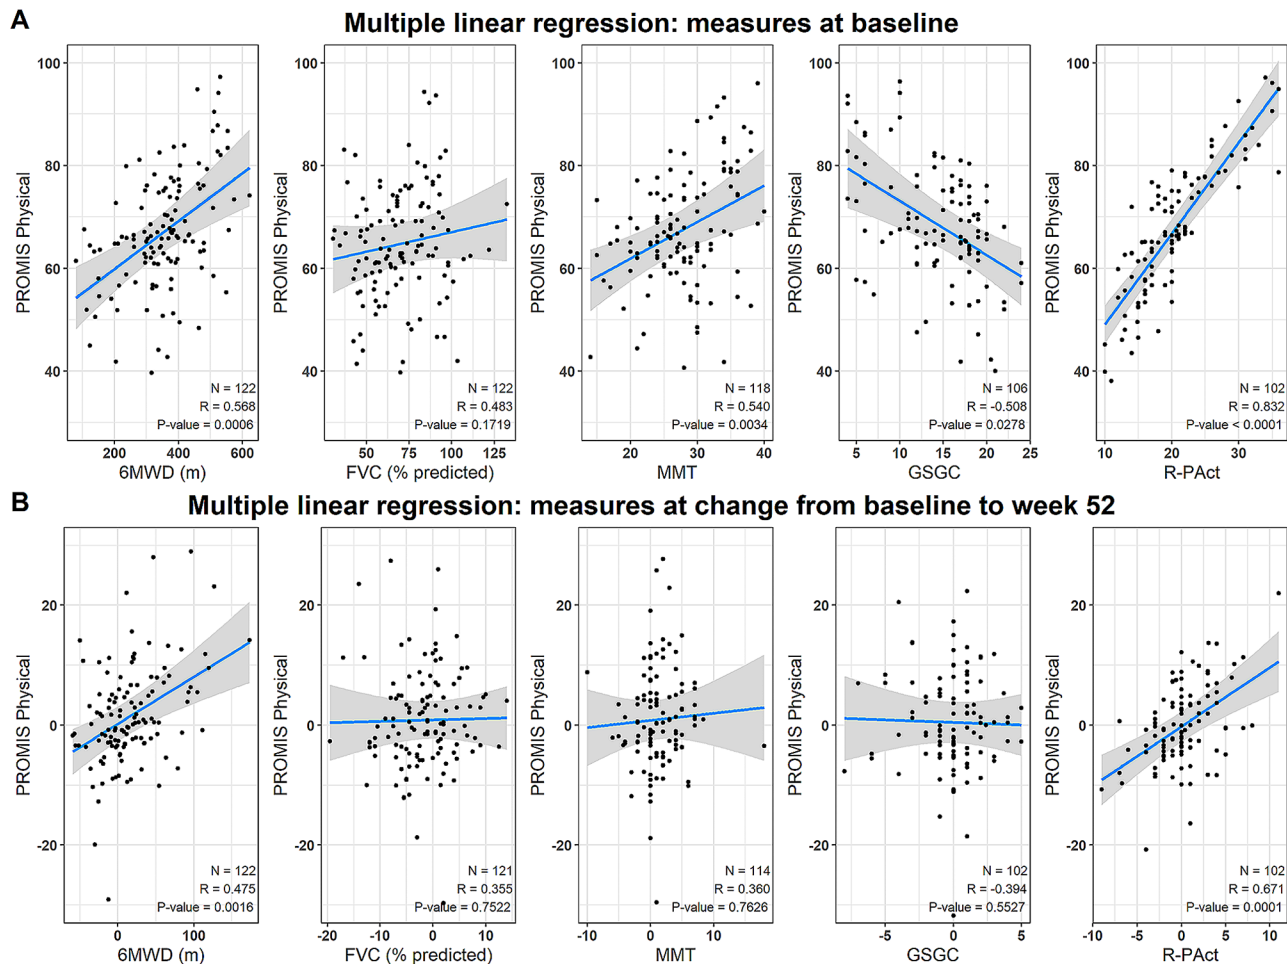 A
Multiple linear regression: measures at baseline
PROMIS Physical
100
80
60
40
N = 122
R = 0.568
P-value = 0.0006
200
400
600
6MWD (m)
PROMIS Physical
100
80
60
40
N = 122
R = 0.483
P-value = 0.1719
50
75
100
125
FVC (% predicted)
PROMIS Physical
100
80
60
40
N = 118
R = 0.540
P-value = 0.0034
20
30
40
MMT
PROMIS Physical
100
80
60
40
N = 106
R = -0.508
P-value = 0.0278
5
10
15
20
25
GSGC
PROMIS Physical
100
80
60
40
N = 102
R = 0.832
P-value < 0.0001
10
20
30
R-PAct
B
Multiple linear regression: measures at change from baseline to week 52
PROMIS Physical
20
0
-20
N = 122
R = 0.475
P-value = 0.0016
0
100
6MWD (m)
PROMIS Physical
20
0
-20
N = 121
R = 0.355
P-value = 0.7522
-20
-10
0
10
FVC (% predicted)
PROMIS Physical
20
0
-20
N = 114
R = 0.360
P-value = 0.7626
-10
0
10
MMT
PROMIS Physical
20
0
-20
N = 102
R = -0.394
P-value = 0.5527
-5
0
5
GSGC
PROMIS Physical
20
0
-20
N = 102
R = 0.671
P-value = 0.0001
-10
-5
0
5
10
R-PAct